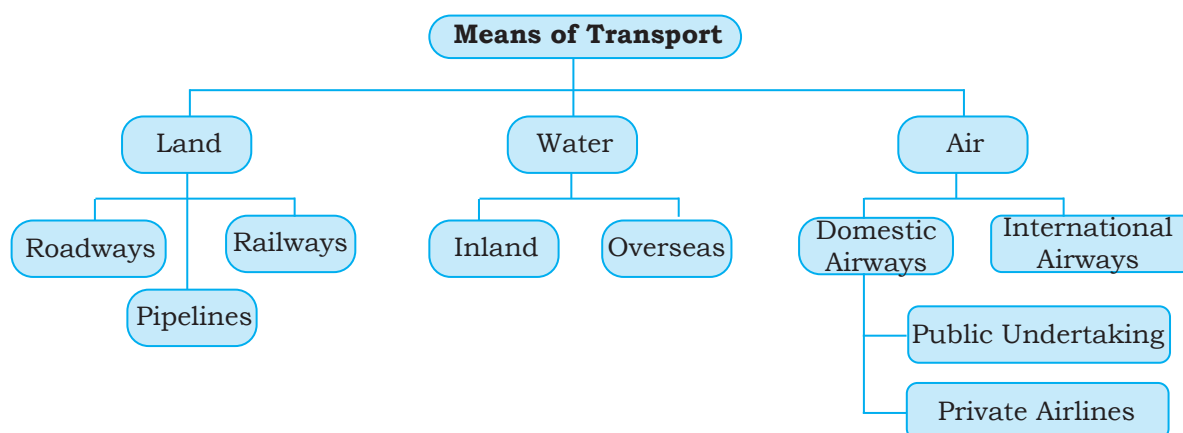 Means of Transport
Land
Water
Air
Roadways
Railways
Pipelines
Inland
Overseas
Domestic
Airways
International
Airways
Public Undertaking
Private Airlines